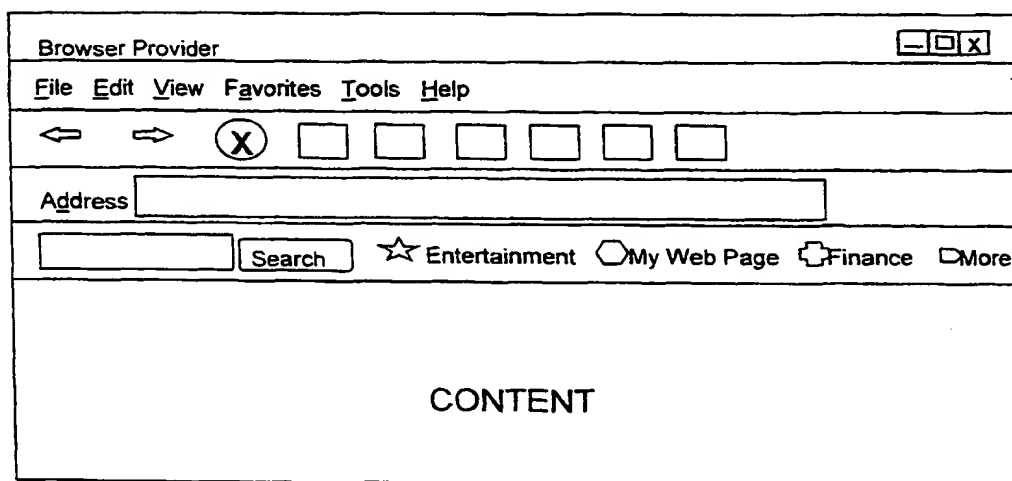 Browser Provider
File Edit View Favorites Tools Help
X
Address
Search Entertainment My Web Page Finance More
CONTENT